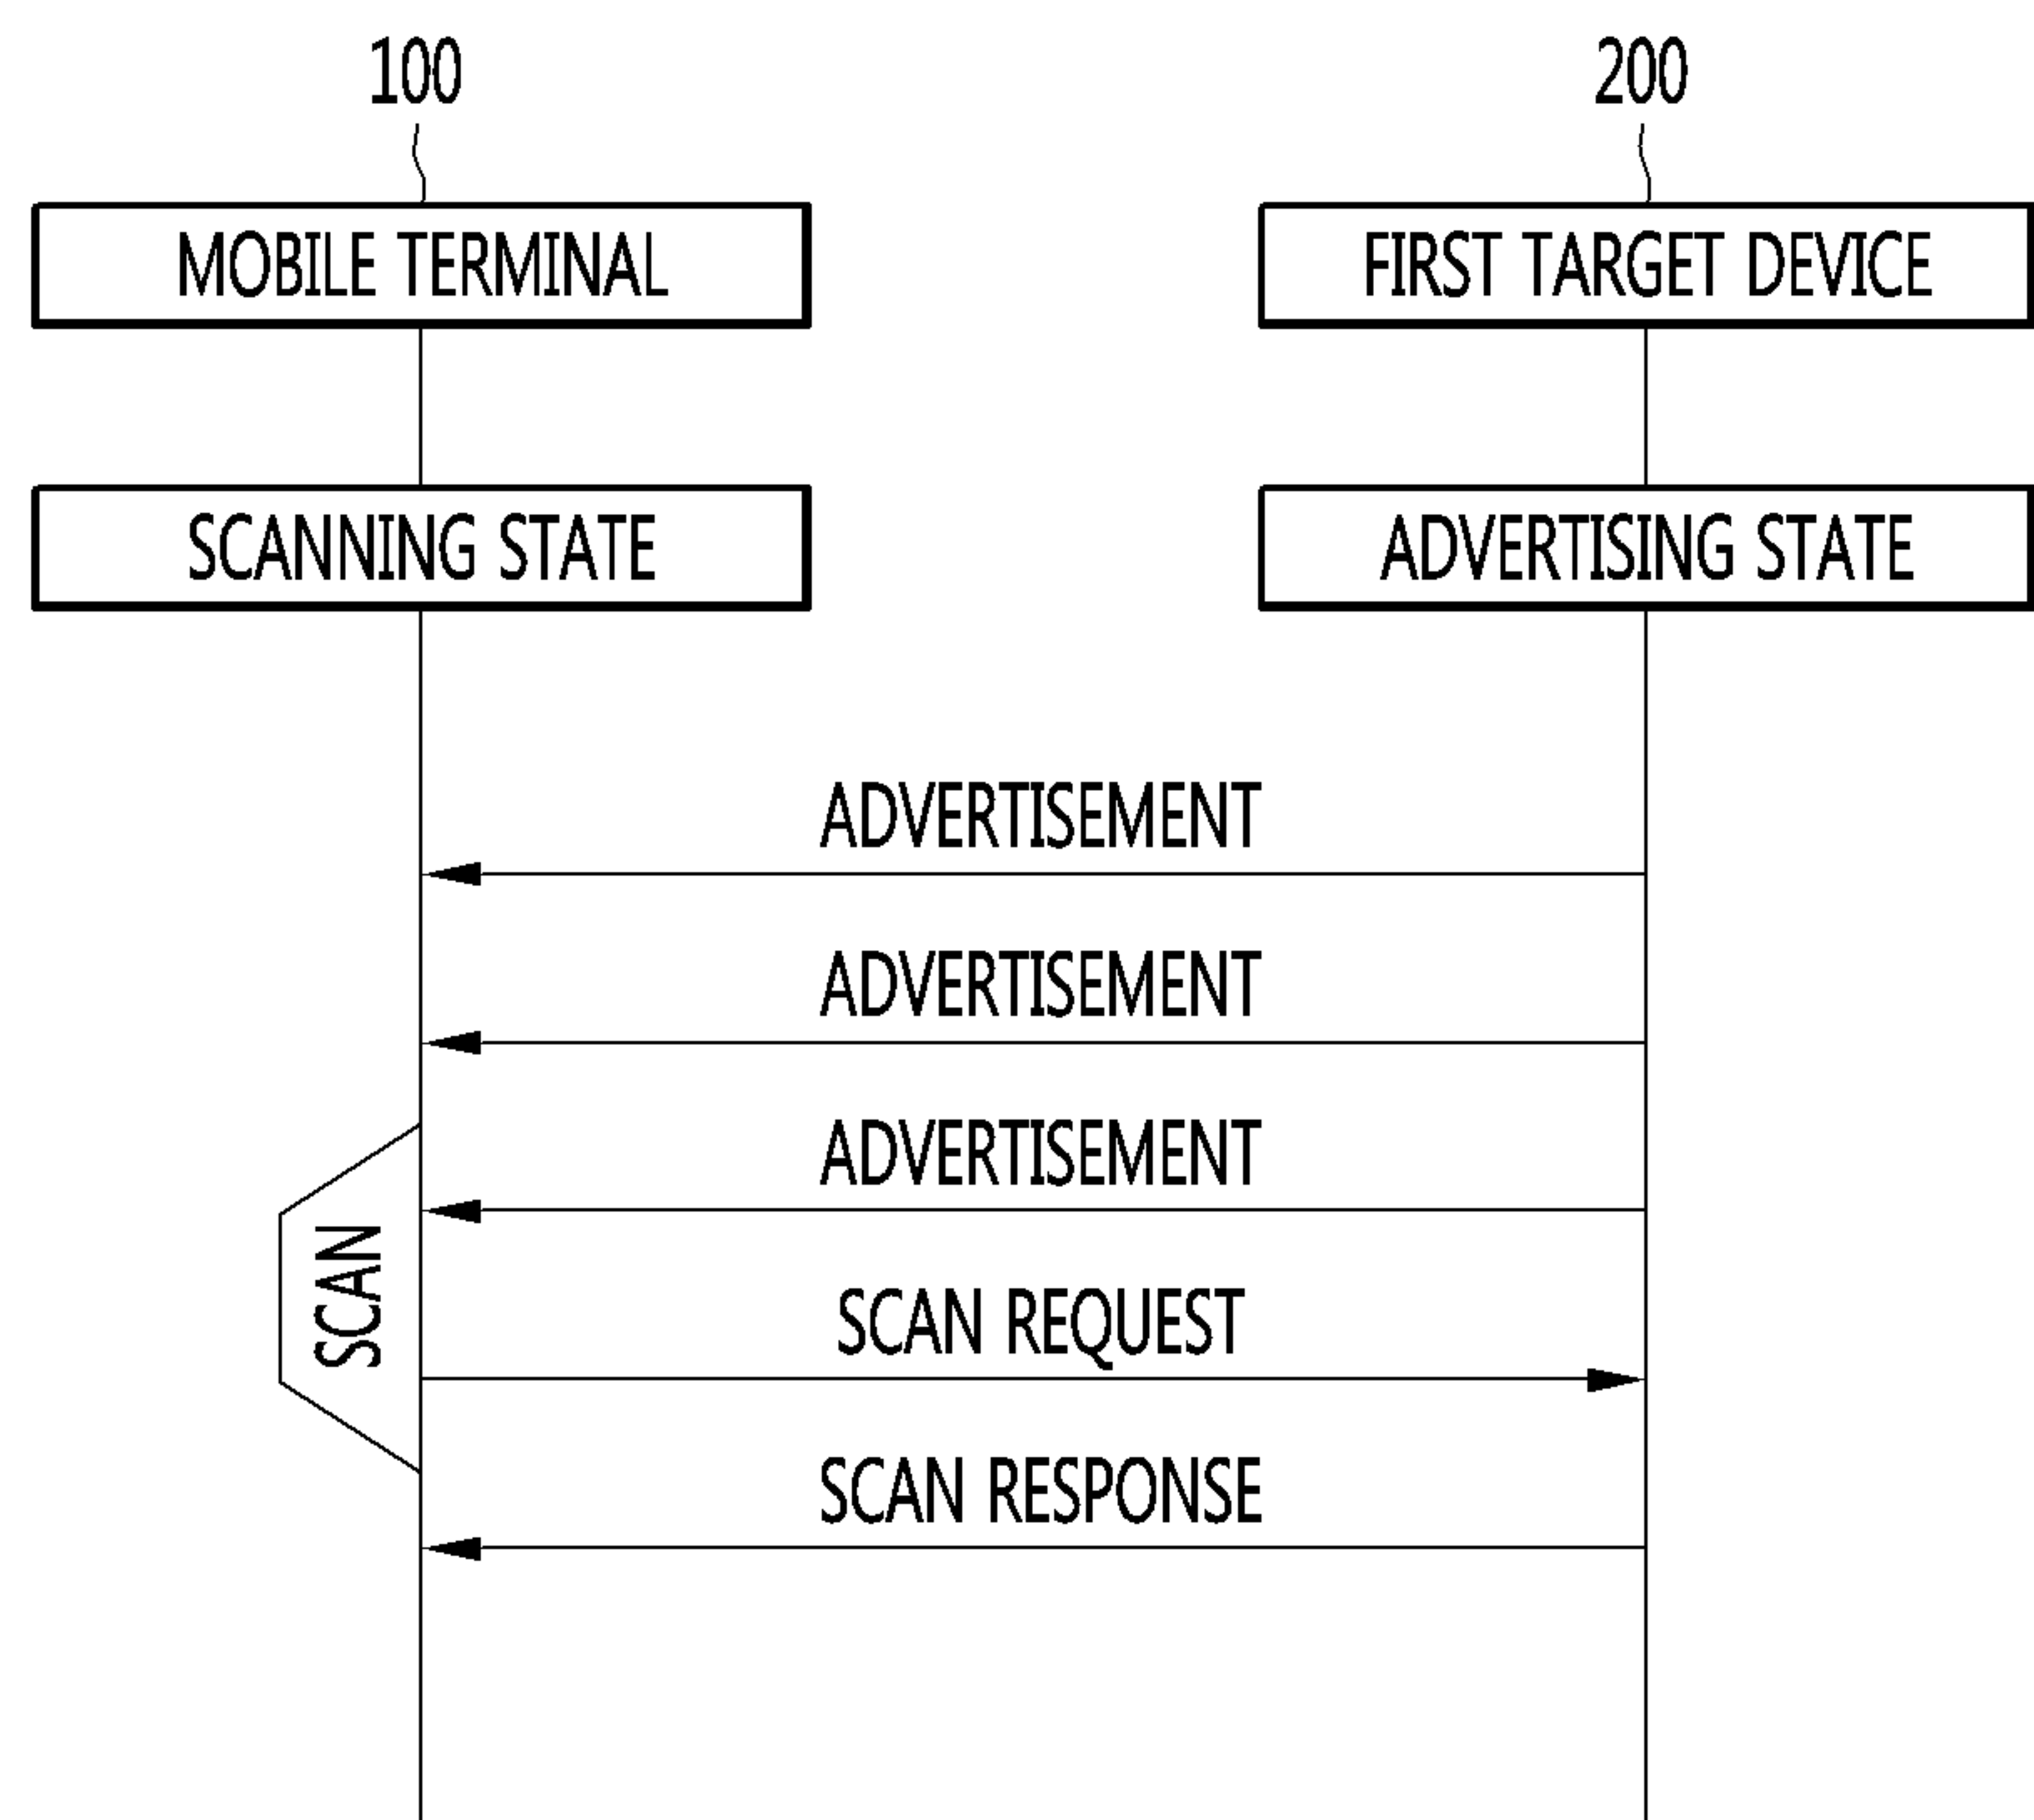 100
200
MOBILE TERMINAL
FIRST TARGET DEVICE
SCANNING STATE
ADVERTISING STATE
ADVERTISEMENT
ADVERTISEMENT
ADVERTISEMENT
SCAN
SCAN REQUEST
SCAN RESPONSE